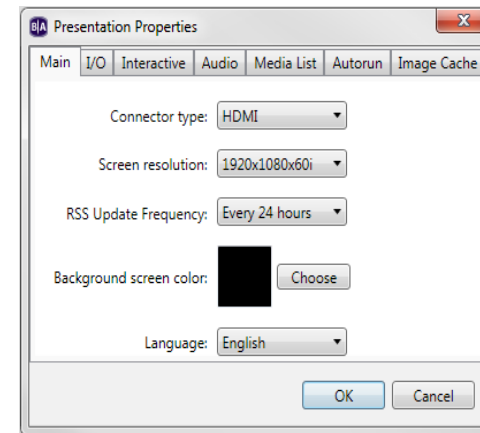 B|A Presentation Properties
Main I/O Interactive Audio Media List Autorun Image Cache
Connector type: HDMI
Screen resolution: 1920x1080x60i
RSS Update Frequency: Every 24 hours
Background screen color: Choose
Language: English
OK Cancel